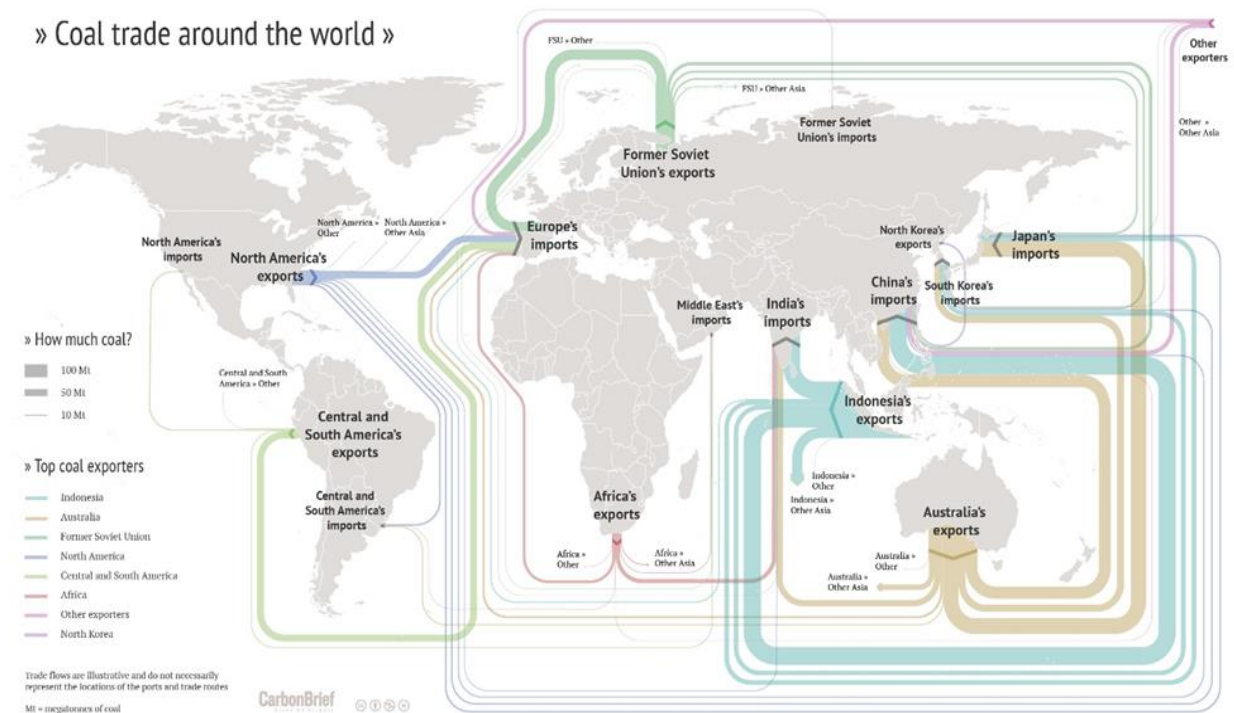 » Coal trade around the world »
FSU » Other
Other
exporters
FSU » Other Asia
Former Soviet
Union's imports
Other »
Other Asia
Former Soviet
Union's exports
North America »
Other
North America »
Other Asia
Europe's
imports
North Korea's
exports
Japan's
imports
North America's
imports
North America's
exports
China's
imports
South Korea's
imports
Middle East's
imports
India's
imports
» How much coal?
100 Mt
50 Mt
10 Mt
Central and South
America » Other
Indonesia's
exports
Central and
South America's
exports
» Top coal exporters
Indonesia
Australia
Former Soviet Union
North America
Central and South America
Africa
Other exporters
North Korea
Central and
South America's
imports
Africa's
exports
Indonesia »
Other
Indonesia »
Other Asia
Australia's
exports
Africa »
Other
Africa »
Other Asia
Australia »
Other
Australia »
Other Asia
Trade flows are illustrative and do not necessarily
represent the locations of the ports and trade routes
Mt = megatonnes of coal
CarbonBrief